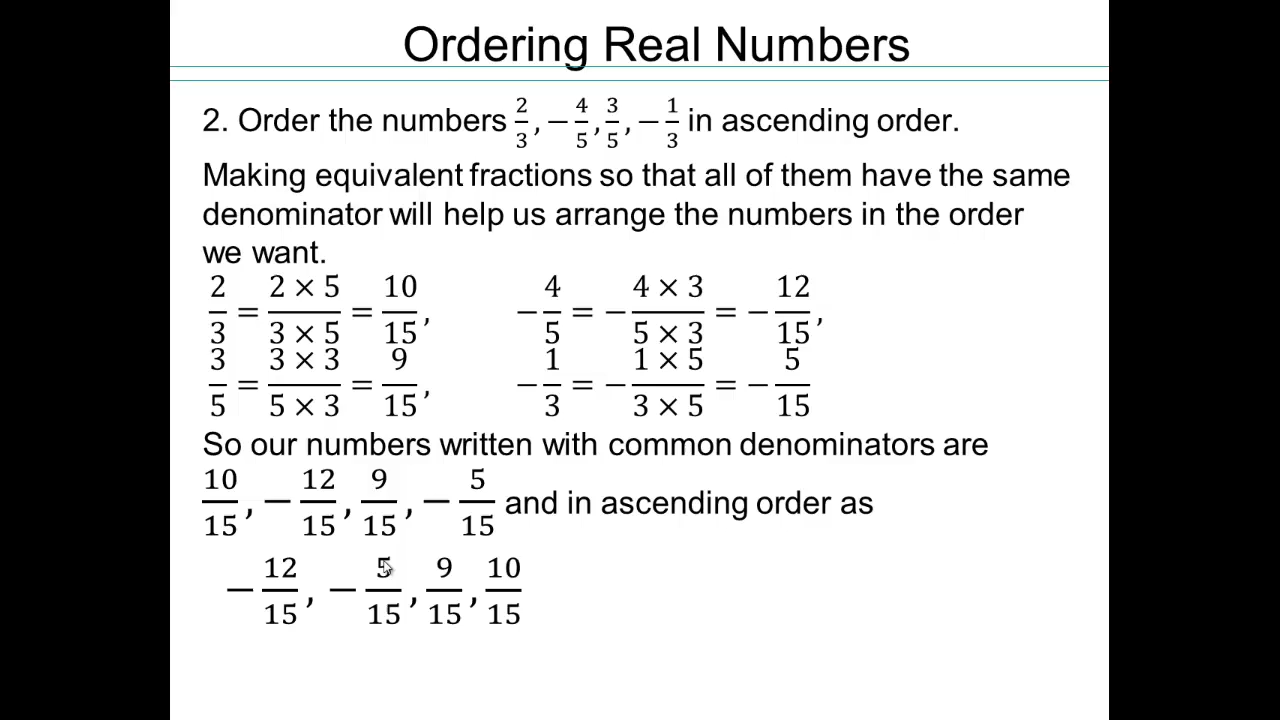 Ordering Real Numbers
2. Order the numbers 2/3, −4/5, 3/5, −1/3 in ascending order.
Making equivalent fractions so that all of them have the same
denominator will help us arrange the numbers in the order
we want.
2/3 = (2 × 5)/(3 × 5) = 10/15, −4/5 = −(4 × 3)/(5 × 3) = −12/15,
3/5 = (3 × 3)/(5 × 3) = 9/15, −1/3 = −(1 × 5)/(3 × 5) = −5/15
So our numbers written with common denominators are
10/15, −12/15, 9/15, −5/15 and in ascending order as
−12/15, −5/15, 9/15, 10/15